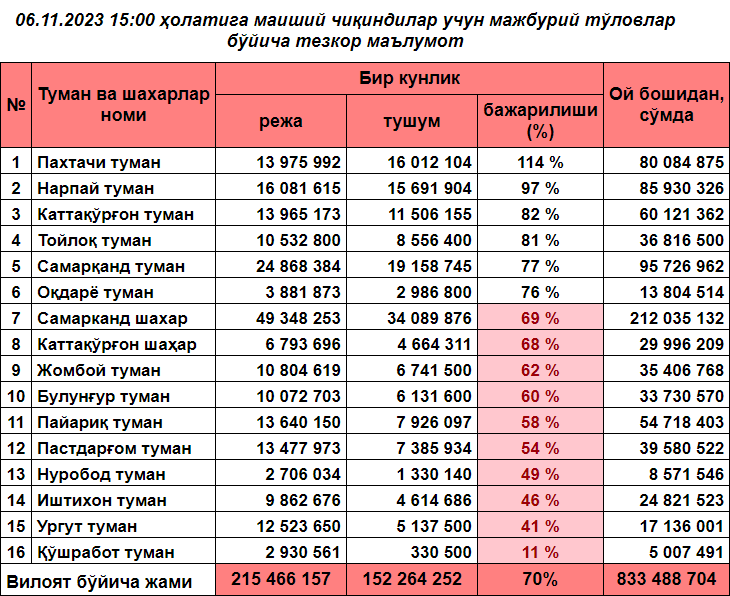 06.11.2023 15:00 ҳолатига маиший чиқиндилар учун мажбурий тўловлар
бўйича тезкор маълумот
№ Туман ва шахарлар номи Бир кунлик Ой бошидан, сўмда
режа тушум бажарилиши (%)
1 Пахтачи туман 13 975 992 16 012 104 114 % 80 084 875
2 Нарпай туман 16 081 615 15 691 904 97 % 85 930 326
3 Каттақўрғон туман 13 965 173 11 506 155 82 % 60 121 362
4 Тойлоқ туман 10 532 800 8 556 400 81 % 36 816 500
5 Самарқанд туман 24 868 384 19 158 745 77 % 95 726 962
6 Оқдарё туман 3 881 873 2 986 800 76 % 13 804 514
7 Самарканд шахар 49 348 253 34 089 876 69 % 212 035 132
8 Каттақўрғон шаҳар 6 793 696 4 664 311 68 % 29 996 209
9 Жомбой туман 10 804 619 6 741 500 62 % 35 406 768
10 Булунғур туман 10 072 703 6 131 600 60 % 33 730 570
11 Пайариқ туман 13 640 150 7 926 097 58 % 54 718 403
12 Пастдарғом туман 13 477 973 7 385 934 54 % 39 580 522
13 Нуробод туман 2 706 034 1 330 140 49 % 8 571 546
14 Иштихон туман 9 862 676 4 614 686 46 % 24 821 523
15 Ургут туман 12 523 650 5 137 500 41 % 17 136 001
16 Қўшработ туман 2 930 561 330 500 11 % 5 007 491
Вилоят бўйича жами 215 466 157 152 264 252 70% 833 488 704